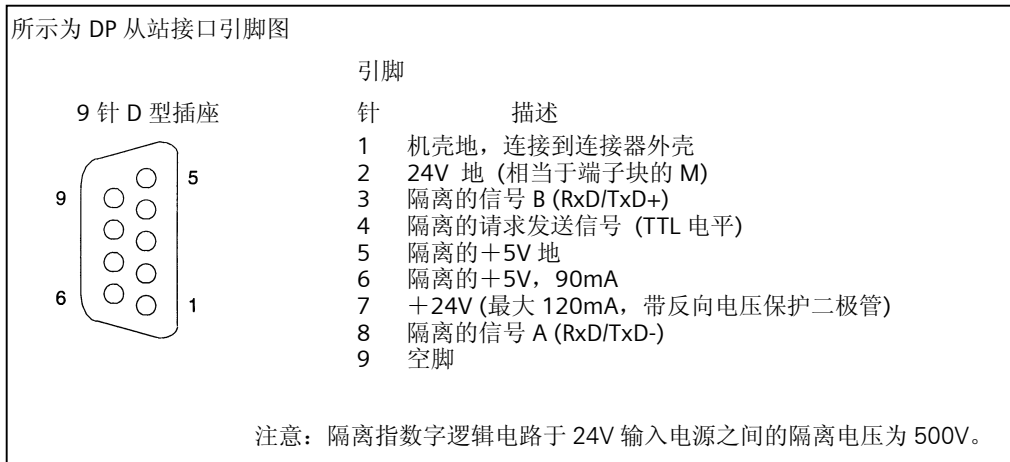 所示为 DP 从站接口引脚图
引脚
9 针 D 型插座
针 描述
5
9
6
1
1 机壳地，连接到连接器外壳
2 24V 地 (相当于端子块的 M)
3 隔离的信号 B (RxD/TxD+)
4 隔离的请求发送信号 (TTL 电平)
5 隔离的＋5V 地
6 隔离的＋5V，90mA
7 ＋24V (最大 120mA，带反向电压保护二极管)
8 隔离的信号 A (RxD/TxD-)
9 空脚
注意：隔离指数字逻辑电路于 24V 输入电源之间的隔离电压为 500V。